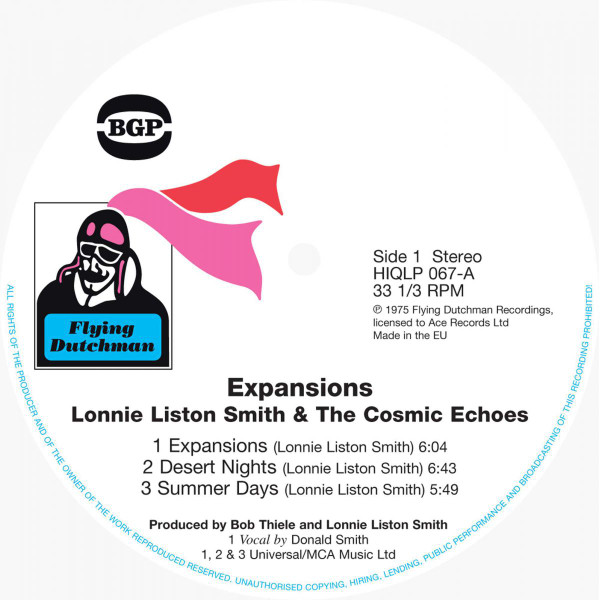 BGP
Flying
Dutchman
Side 1 Stereo
HIQLP 067-A
33 1/3 RPM
℗ 1975 Flying Dutchman Recordings,
licensed to Ace Records Ltd
Made in the EU
Expansions
Lonnie Liston Smith & The Cosmic Echoes
1 Expansions (Lonnie Liston Smith) 6:04
2 Desert Nights (Lonnie Liston Smith) 6:43
3 Summer Days (Lonnie Liston Smith) 5:49
Produced by Bob Thiele and Lonnie Liston Smith
1 Vocal by Donald Smith
1, 2 & 3 Universal/MCA Music Ltd
ALL RIGHTS OF THE PRODUCER AND OF THE OWNER OF THE WORK REPRODUCED RESERVED. UNAUTHORISED COPYING, HIRING, LENDING, PUBLIC PERFORMANCE AND BROADCASTING OF THIS RECORDING PROHIBITED!